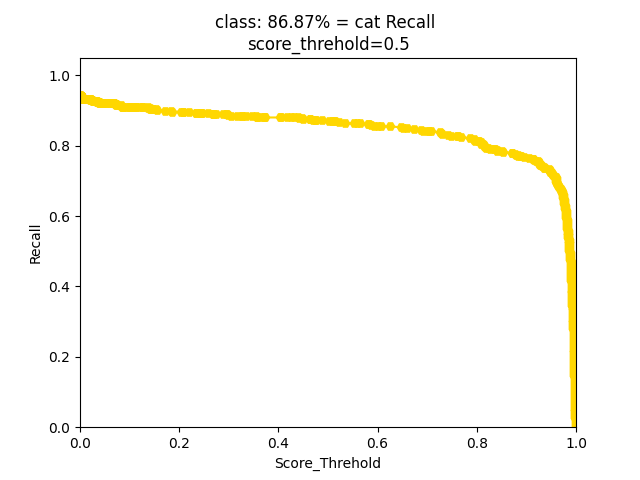 class: 86.87% = cat Recall
score_threhold=0.5
1.0
0.8
0.6
0.4
0.2
0.0
Recall
0.0 0.2 0.4 0.6 0.8 1.0
Score_Threhold